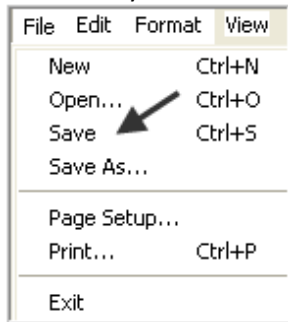 File Edit Format View
New Ctrl+N
Open... Ctrl+O
Save Ctrl+S
Save As...
Page Setup...
Print... Ctrl+P
Exit